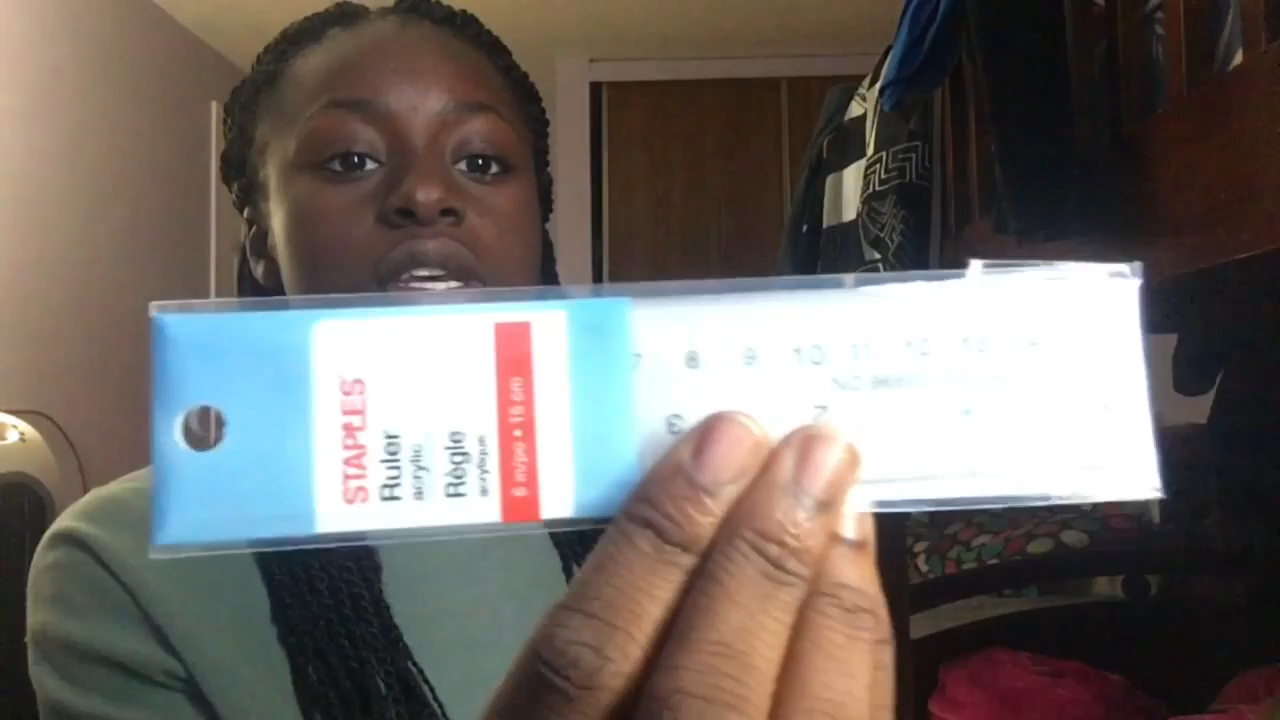 STAPLES
Ruler
acrylic
Règle
acrylique
6 in/po • 15 cm
7 8 9 10 11 12 13